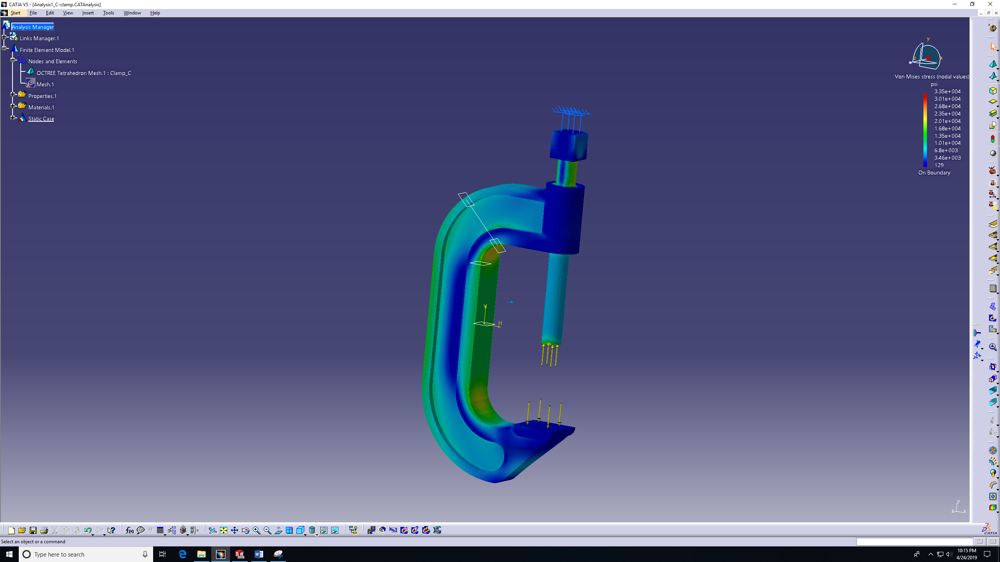 CATIA V5 - [Analysis1_C-clamp.CATAnalysis]
Start File Edit View Insert Tools Window Help
Analysis Manager
Links Manager.1
Finite Element Model.1
Nodes and Elements
OCTREE Tetrahedron Mesh.1 : Clamp_C
Mesh.1
Properties.1
Materials.1
Static Case
y
z
x
Von Mises stress (nodal values)
psi
3.35e+004
3.01e+004
2.68e+004
2.35e+004
2.01e+004
1.68e+004
1.35e+004
1.01e+004
6.8e+003
3.46e+003
129
On Boundary
V
H
y
z x
f(x)
DS CATIA
Select an object or a command
Type here to search
SW 2018
W
10:15 PM
4/24/2019